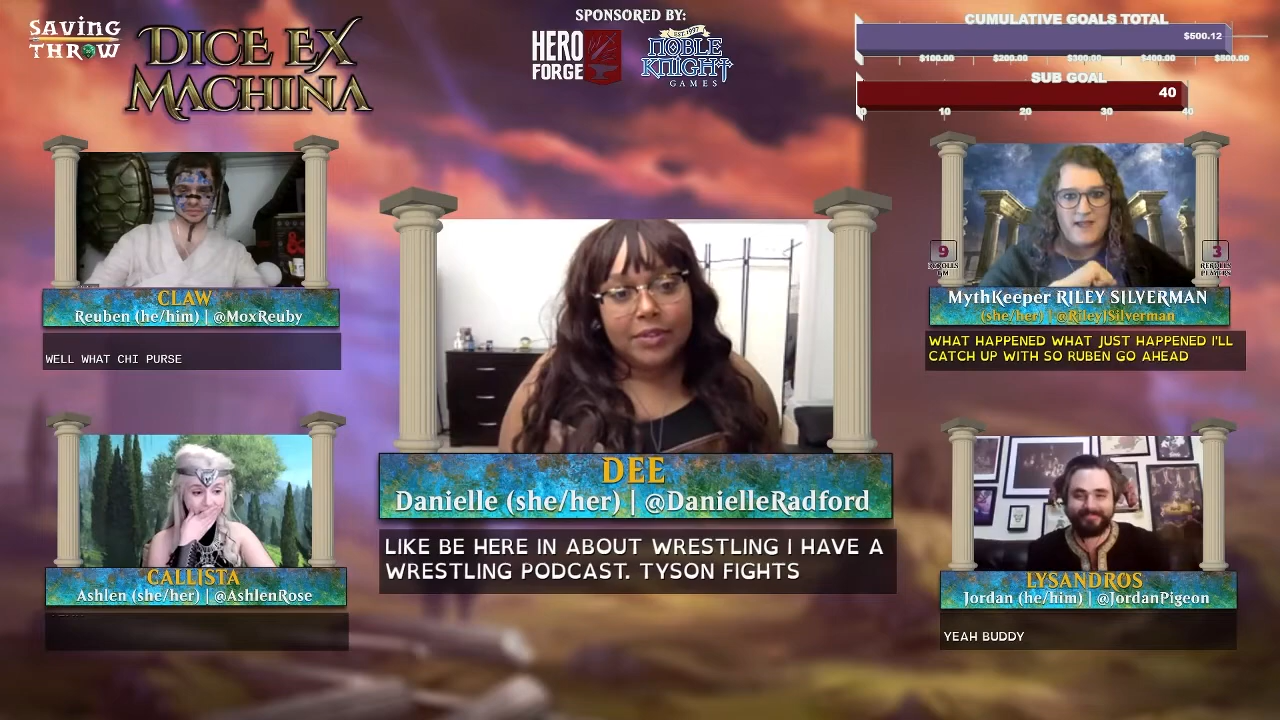 SAVING
THROW
DICE EX
MACHINA
SPONSORED BY:
HERO
FORGE
EST. 1997
NOBLE
KNIGHT
GAMES
CUMULATIVE GOALS TOTAL
$500.12
$100.00 $200.00 $300.00 $400.00 $500.00
SUB GOAL
40
0 10 20 30 40
CLAW
Reuben (he/him) | @MoxReuby
WELL WHAT CHI PURSE
9
3
MythKeeper RILEY SILVERMAN
(she/her) | @RileyJSilverman
WHAT HAPPENED WHAT JUST HAPPENED I'LL
CATCH UP WITH SO RUBEN GO AHEAD
DEE
Danielle (she/her) | @DanielleRadford
LIKE BE HERE IN ABOUT WRESTLING I HAVE A
WRESTLING PODCAST. TYSON FIGHTS
CALLISTA
Ashlen (she/her) | @AshlenRose
LYSANDROS
Jordan (he/him) | @JordanPigeon
YEAH BUDDY